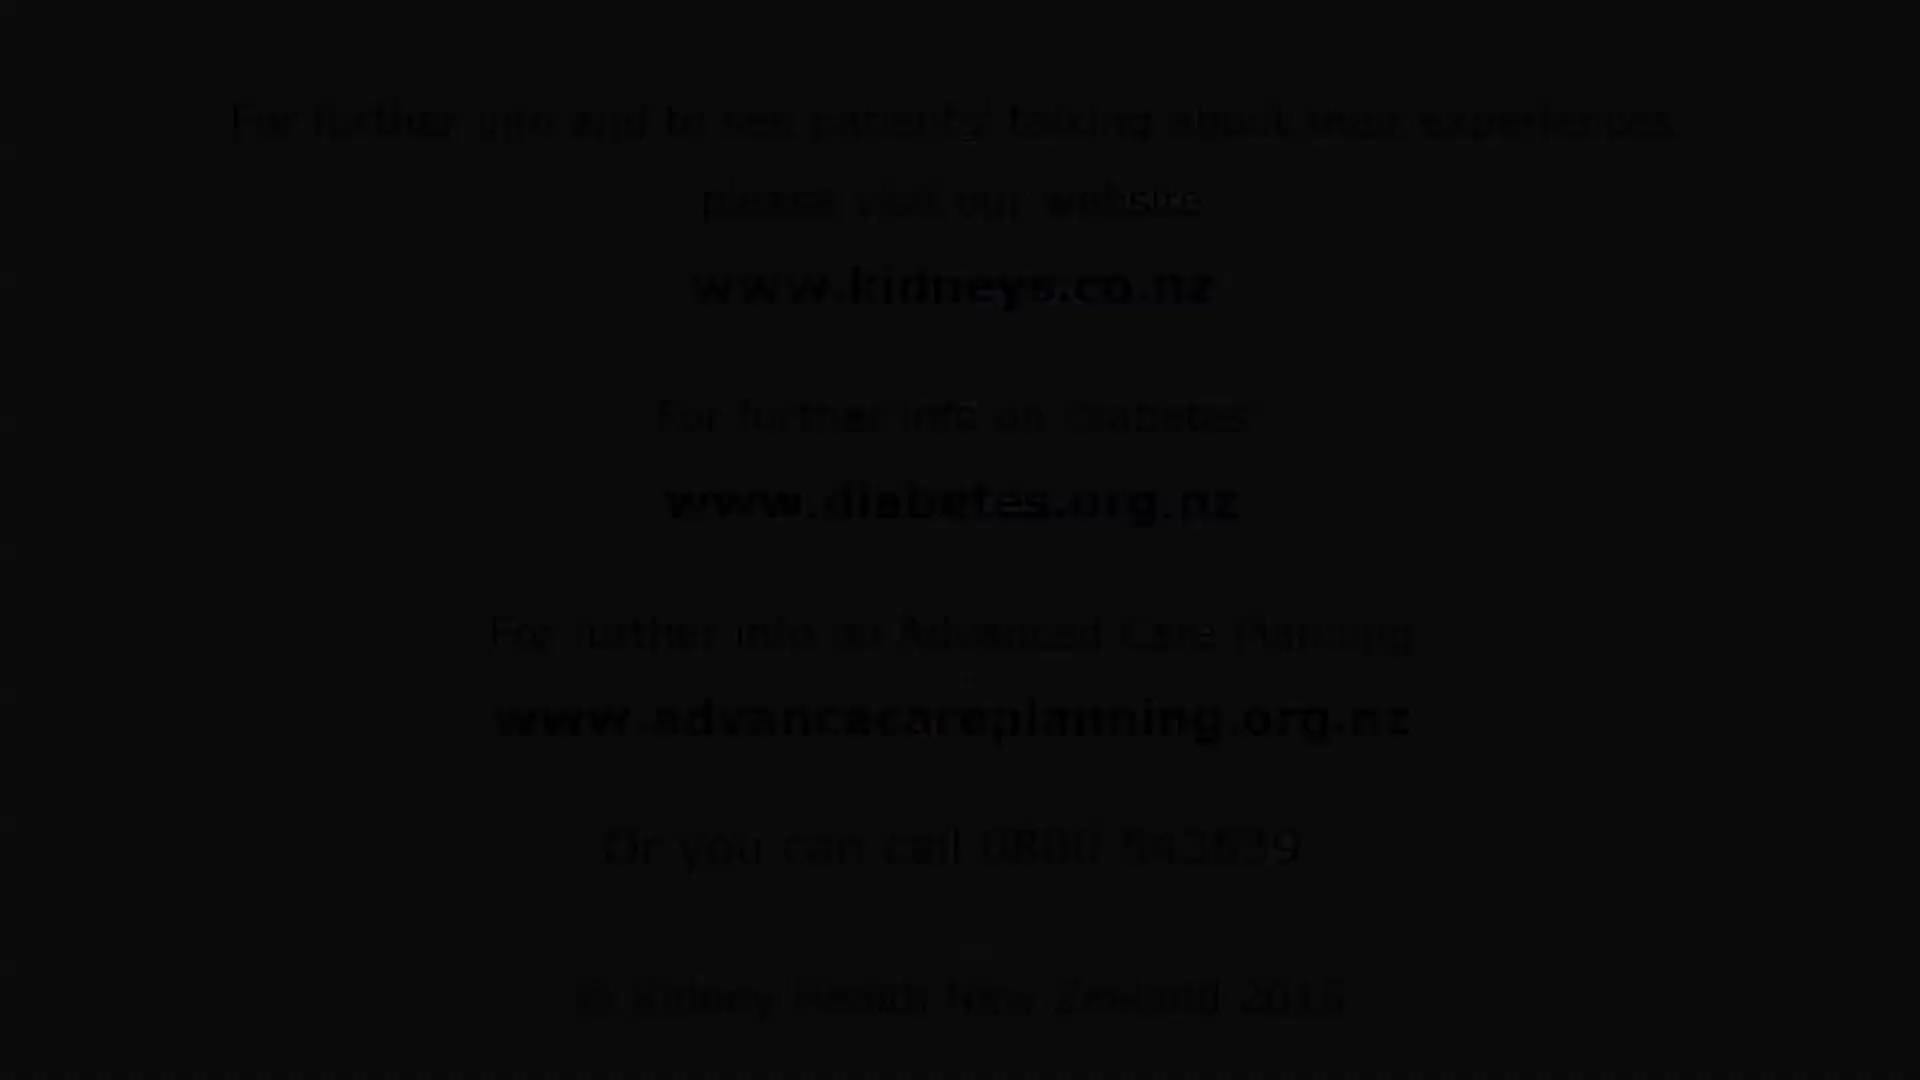 For further info and to see patients' talking about their experiences
please visit our website
www.kidneys.co.nz
For further info on Diabetes
www.diabetes.org.nz
For further info on Advanced Care Planning
www.advancecareplanning.org.nz
Or you can call 0800 543639
© Kidney Health New Zealand